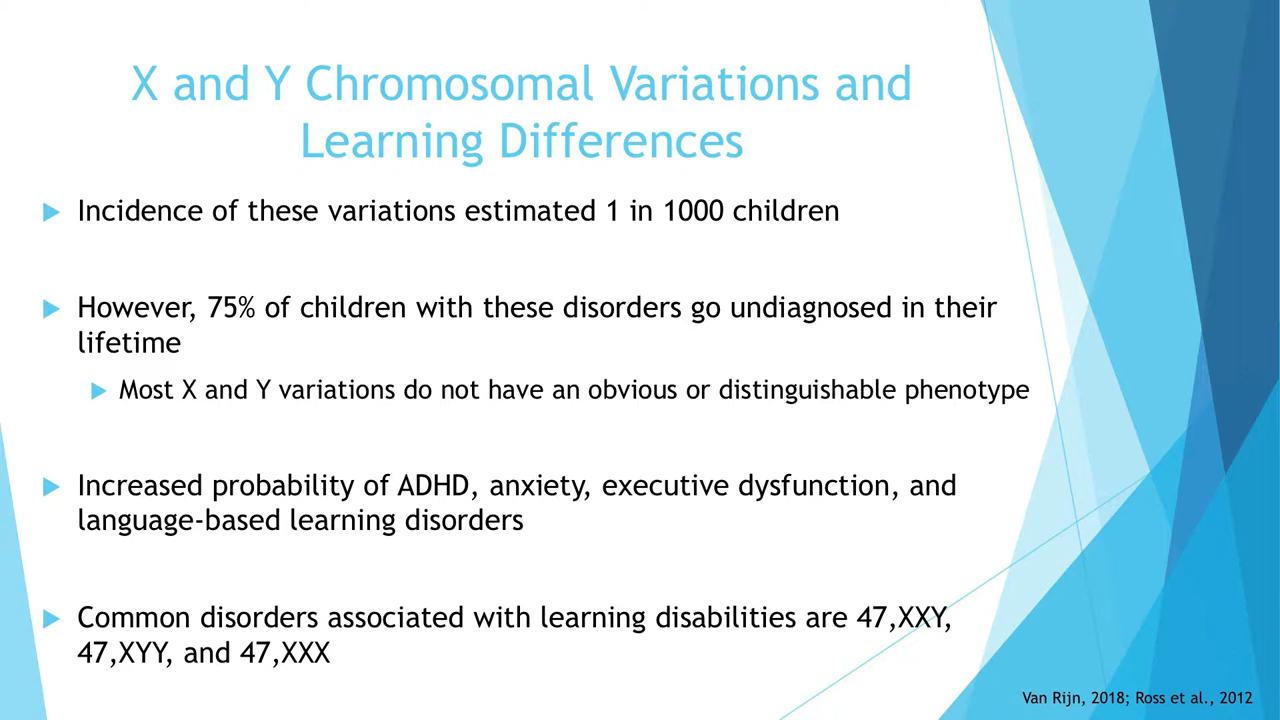 X and Y Chromosomal Variations and
Learning Differences
Incidence of these variations estimated 1 in 1000 children
However, 75% of children with these disorders go undiagnosed in their
lifetime
Most X and Y variations do not have an obvious or distinguishable phenotype
Increased probability of ADHD, anxiety, executive dysfunction, and
language-based learning disorders
Common disorders associated with learning disabilities are 47,XXY,
47,XYY, and 47,XXX
Van Rijn, 2018; Ross et al., 2012